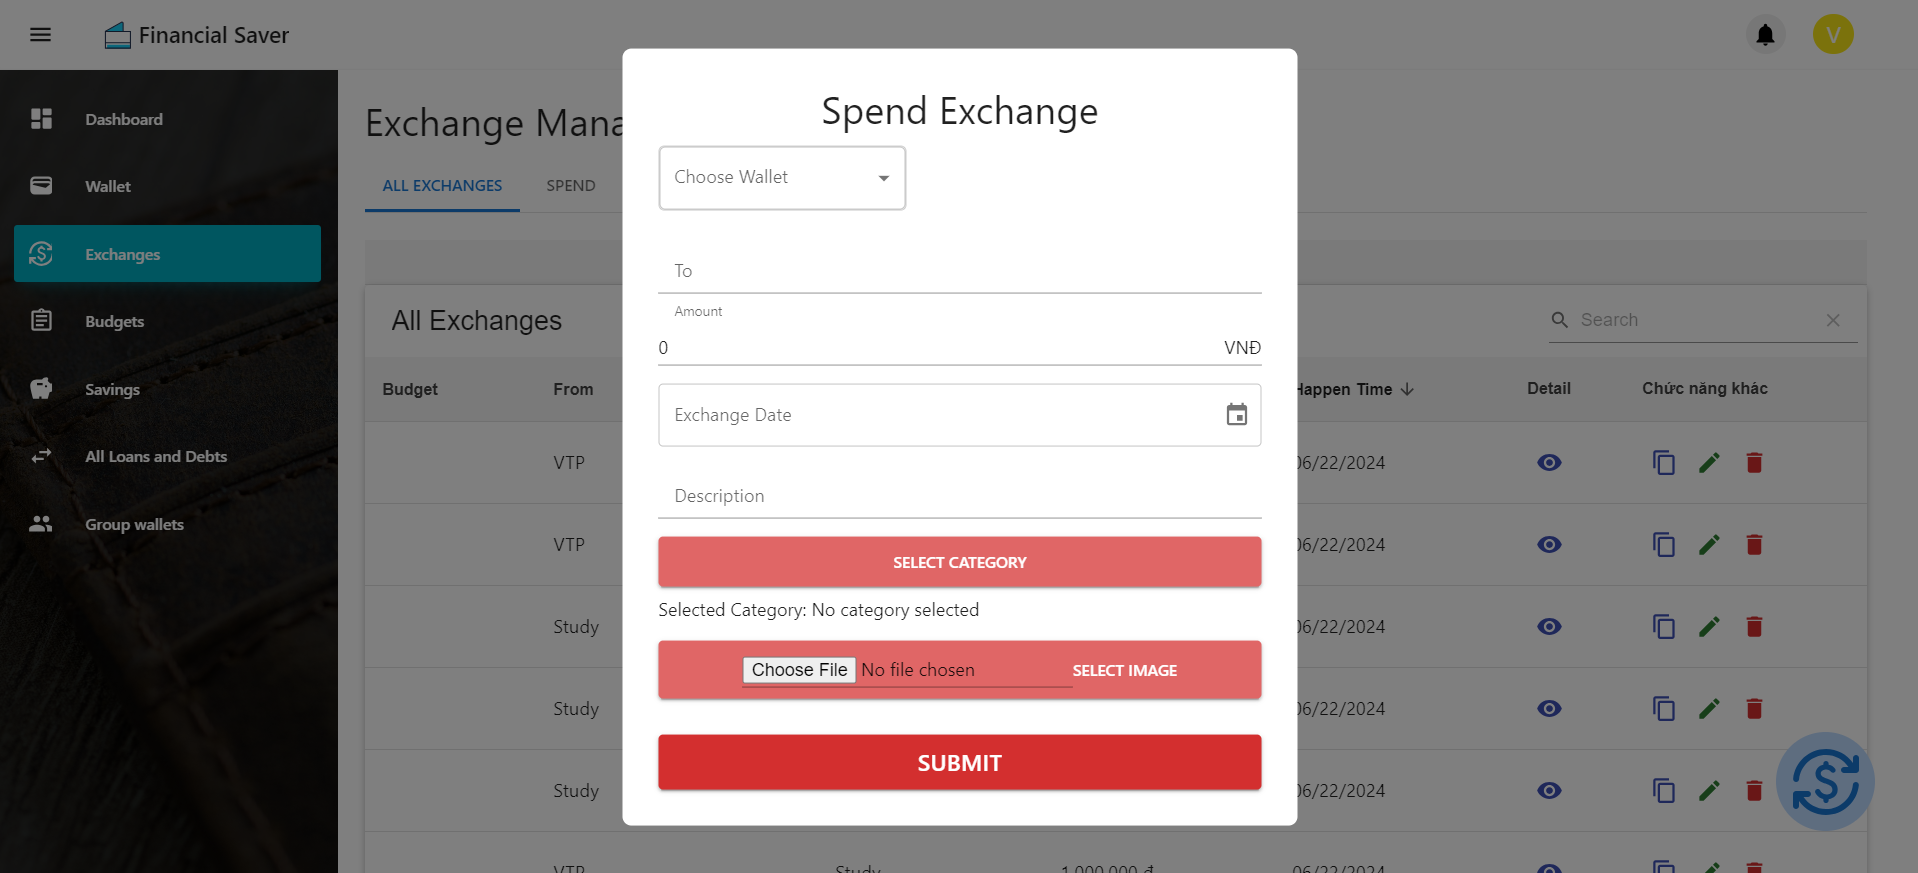 Financial Saver
V
Dashboard
Wallet
Exchanges
Budgets
Savings
All Loans and Debts
Group wallets
Exchange Mana
ALL EXCHANGES
SPEND
All Exchanges
Search
Budget
From
Happen Time
Detail
Chức năng khác
VTP
06/22/2024
VTP
06/22/2024
Study
06/22/2024
Study
06/22/2024
Study
06/22/2024
VTP
Study
1.000.000 đ
06/22/2024
Spend Exchange
Choose Wallet
To
Amount
0
VNĐ
Exchange Date
Description
SELECT CATEGORY
Selected Category: No category selected
Choose File No file chosen SELECT IMAGE
SUBMIT